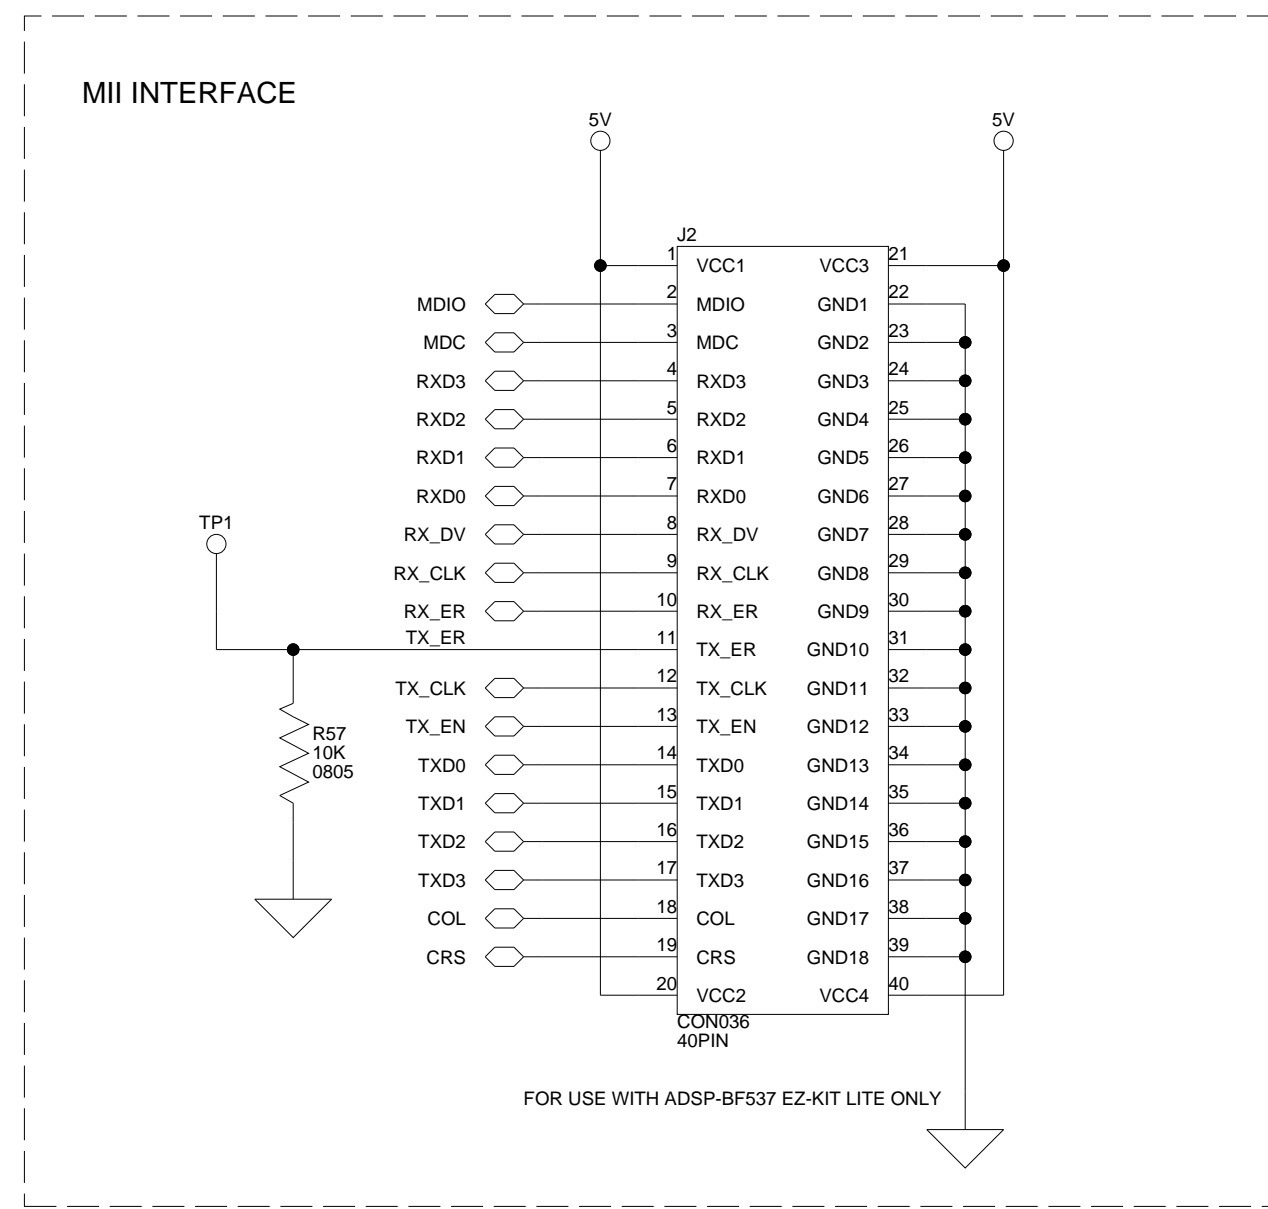 MII INTERFACE
5V
5V
J2
1 VCC1 VCC3 21
MDIO 2 MDIO GND1 22
MDC 3 MDC GND2 23
RXD3 4 RXD3 GND3 24
RXD2 5 RXD2 GND4 25
RXD1 6 RXD1 GND5 26
RXD0 7 RXD0 GND6 27
TP1
RX_DV 8 RX_DV GND7 28
RX_CLK 9 RX_CLK GND8 29
RX_ER 10 RX_ER GND9 30
TX_ER 11 TX_ER GND10 31
TX_CLK 12 TX_CLK GND11 32
TX_EN 13 TX_EN GND12 33
R57
10K
0805
TXD0 14 TXD0 GND13 34
TXD1 15 TXD1 GND14 35
TXD2 16 TXD2 GND15 36
TXD3 17 TXD3 GND16 37
COL 18 COL GND17 38
CRS 19 CRS GND18 39
20 VCC2 VCC4 40
CON036
40PIN
FOR USE WITH ADSP-BF537 EZ-KIT LITE ONLY